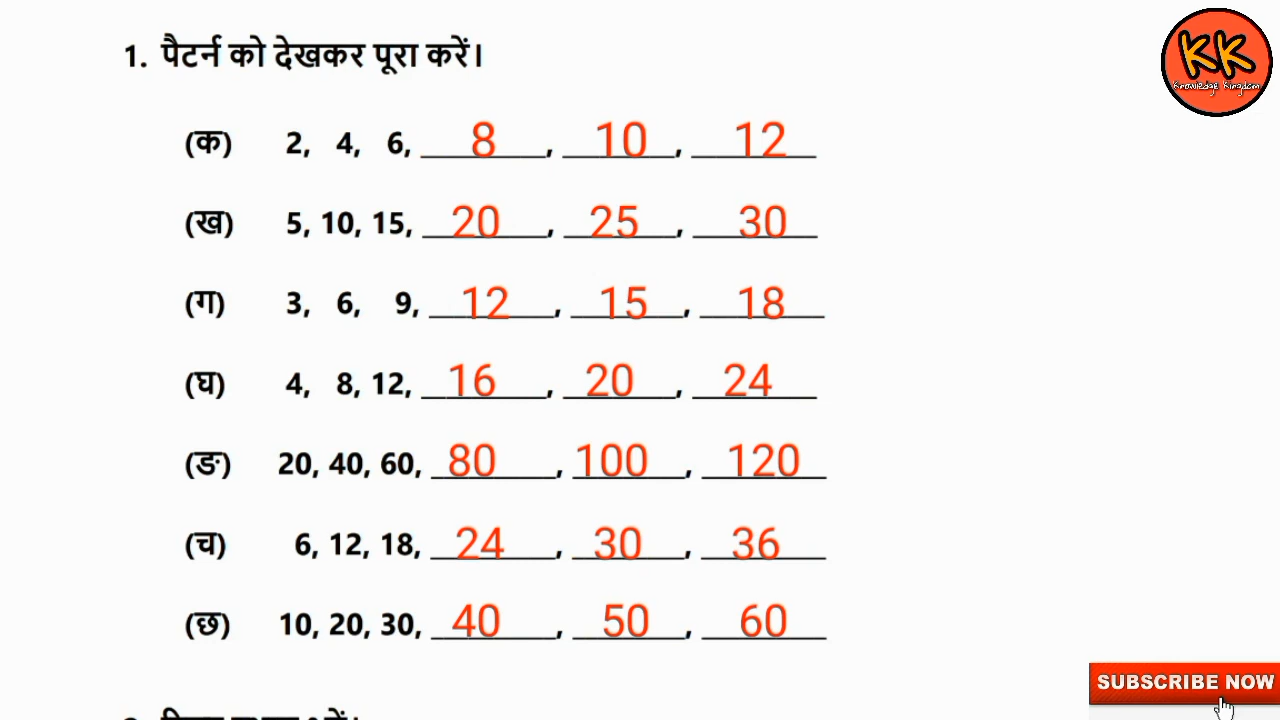 1. पैटर्न को देखकर पूरा करें।
(क) 2, 4, 6, 8, 10, 12
(ख) 5, 10, 15, 20, 25, 30
(ग) 3, 6, 9, 12, 15, 18
(घ) 4, 8, 12, 16, 20, 24
(ङ) 20, 40, 60, 80, 100, 120
(च) 6, 12, 18, 24, 30, 36
(छ) 10, 20, 30, 40, 50, 60
KK
Knowledge Kingdom
SUBSCRIBE NOW